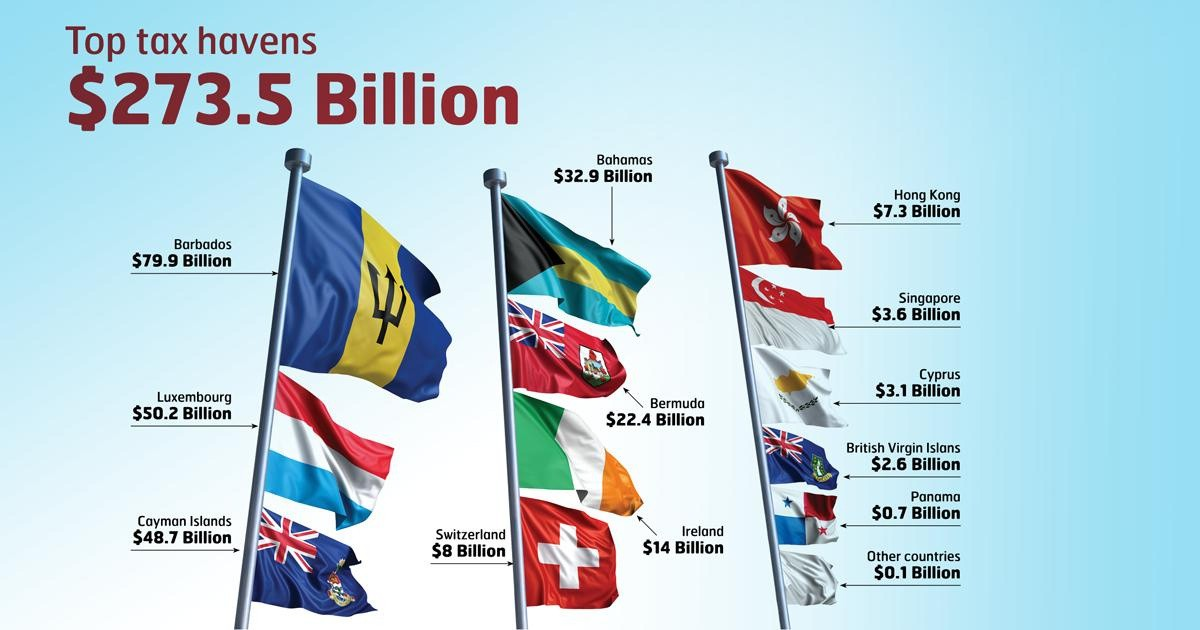 Top tax havens
$273.5 Billion
Barbados
$79.9 Billion
Luxembourg
$50.2 Billion
Cayman Islands
$48.7 Billion
Bahamas
$32.9 Billion
Bermuda
$22.4 Billion
Ireland
$14 Billion
Switzerland
$8 Billion
Hong Kong
$7.3 Billion
Singapore
$3.6 Billion
Cyprus
$3.1 Billion
British Virgin Islans
$2.6 Billion
Panama
$0.7 Billion
Other countries
$0.1 Billion